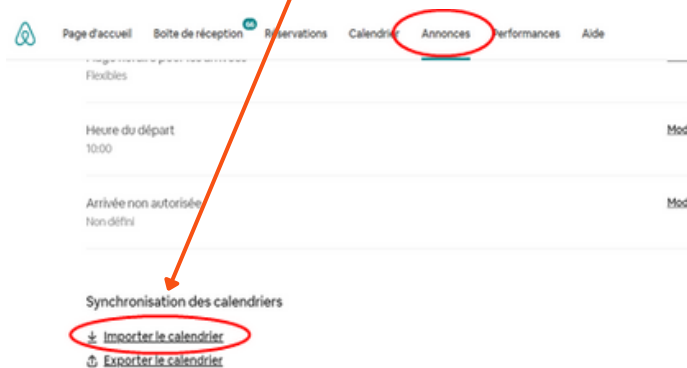 Page d'accueil Boîte de réception 66 Réservations Calendrier Annonces Performances Aide
Flexibles
Heure du départ Mod
10:00
Arrivée non autorisée Mod
Non défini
Synchronisation des calendriers
Importer le calendrier
Exporter le calendrier